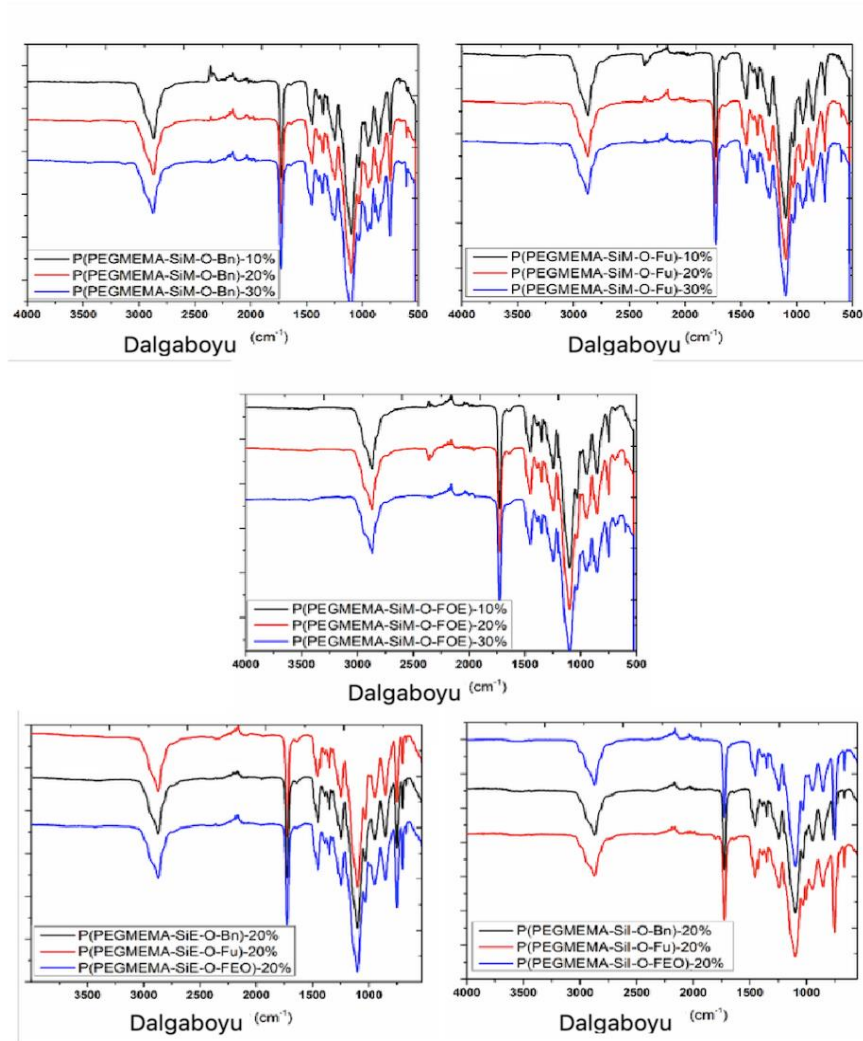 P(PEGMEMA-SiM-O-Bn)-10%
P(PEGMEMA-SiM-O-Bn)-20%
P(PEGMEMA-SiM-O-Bn)-30%
4000 3500 3000 2500 2000 1500 1000 500
Dalgaboyu (cm-1)
P(PEGMEMA-SiM-O-Fu)-10%
P(PEGMEMA-SiM-O-Fu)-20%
P(PEGMEMA-SiM-O-Fu)-30%
4000 3500 3000 2500 2000 1500 1000 500
Dalgaboyu (cm-1)
P(PEGMEMA-SiM-O-FOE)-10%
P(PEGMEMA-SiM-O-FOE)-20%
P(PEGMEMA-SiM-O-FOE)-30%
4000 3500 3000 2500 2000 1500 1000 500
Dalgaboyu (cm-1)
P(PEGMEMA-SiE-O-Bn)-20%
P(PEGMEMA-SiE-O-Fu)-20%
P(PEGMEMA-SiE-O-FEO)-20%
3500 3000 2500 2000 1500 1000
Dalgaboyu (cm-1)
P(PEGMEMA-SiI-O-Bn)-20%
P(PEGMEMA-SiI-O-Fu)-20%
P(PEGMEMA-SiI-O-FEO)-20%
4000 3500 3000 2500 2000 1500 1000
Dalgaboyu (cm-1)